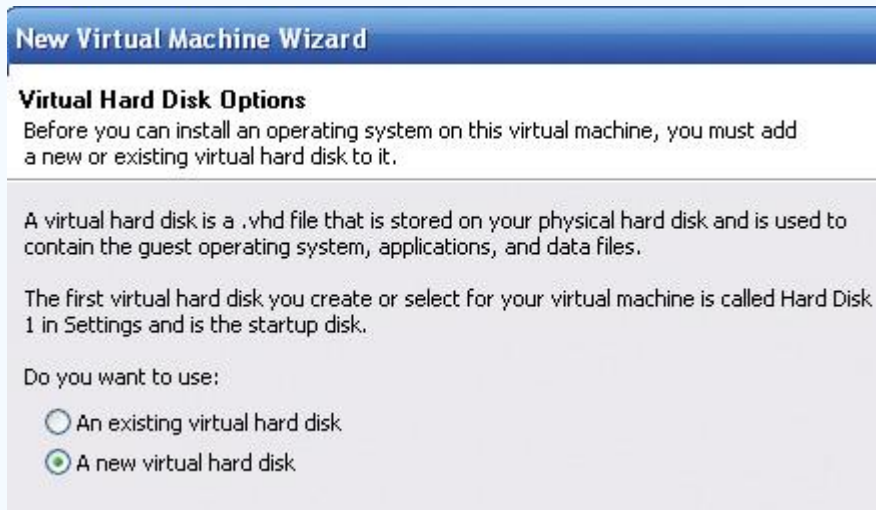 New Virtual Machine Wizard
Virtual Hard Disk Options
Before you can install an operating system on this virtual machine, you must add
a new or existing virtual hard disk to it.
A virtual hard disk is a .vhd file that is stored on your physical hard disk and is used to
contain the guest operating system, applications, and data files.
The first virtual hard disk you create or select for your virtual machine is called Hard Disk
1 in Settings and is the startup disk.
Do you want to use:
An existing virtual hard disk
A new virtual hard disk